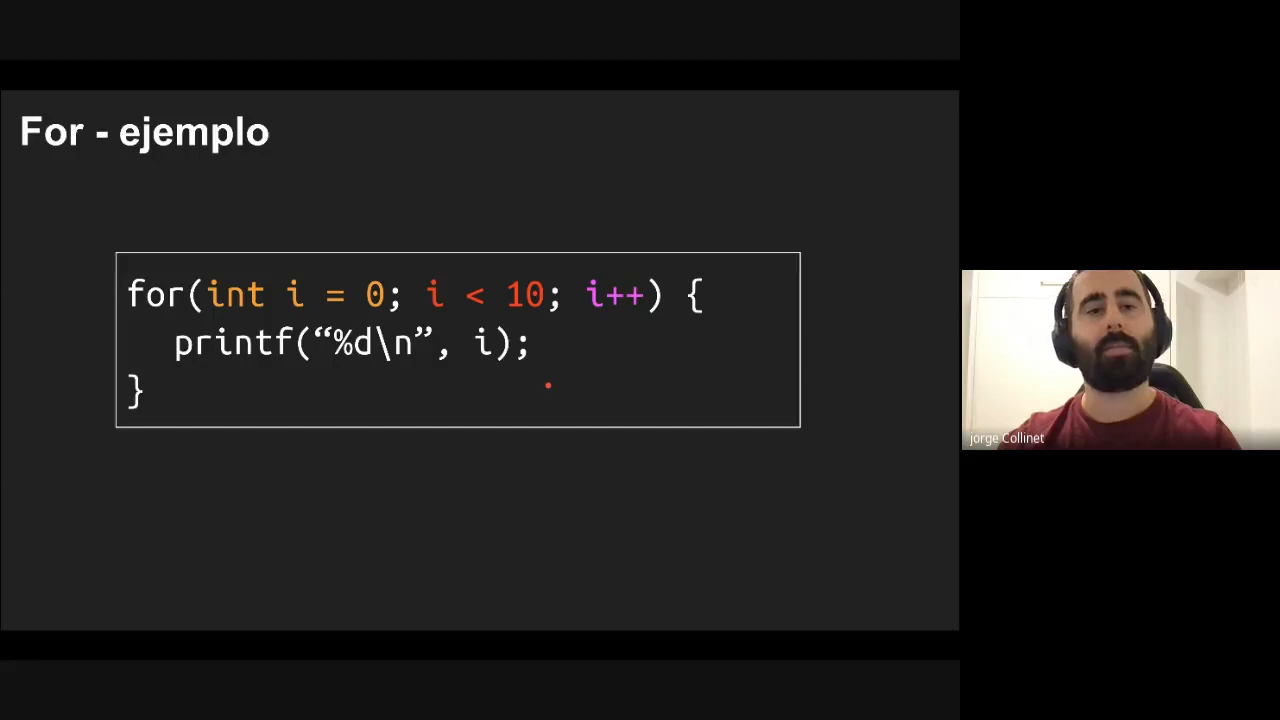 For - ejemplo
for(int i = 0; i < 10; i++) {
printf(“%d\n”, i);
}
jorge Collinet